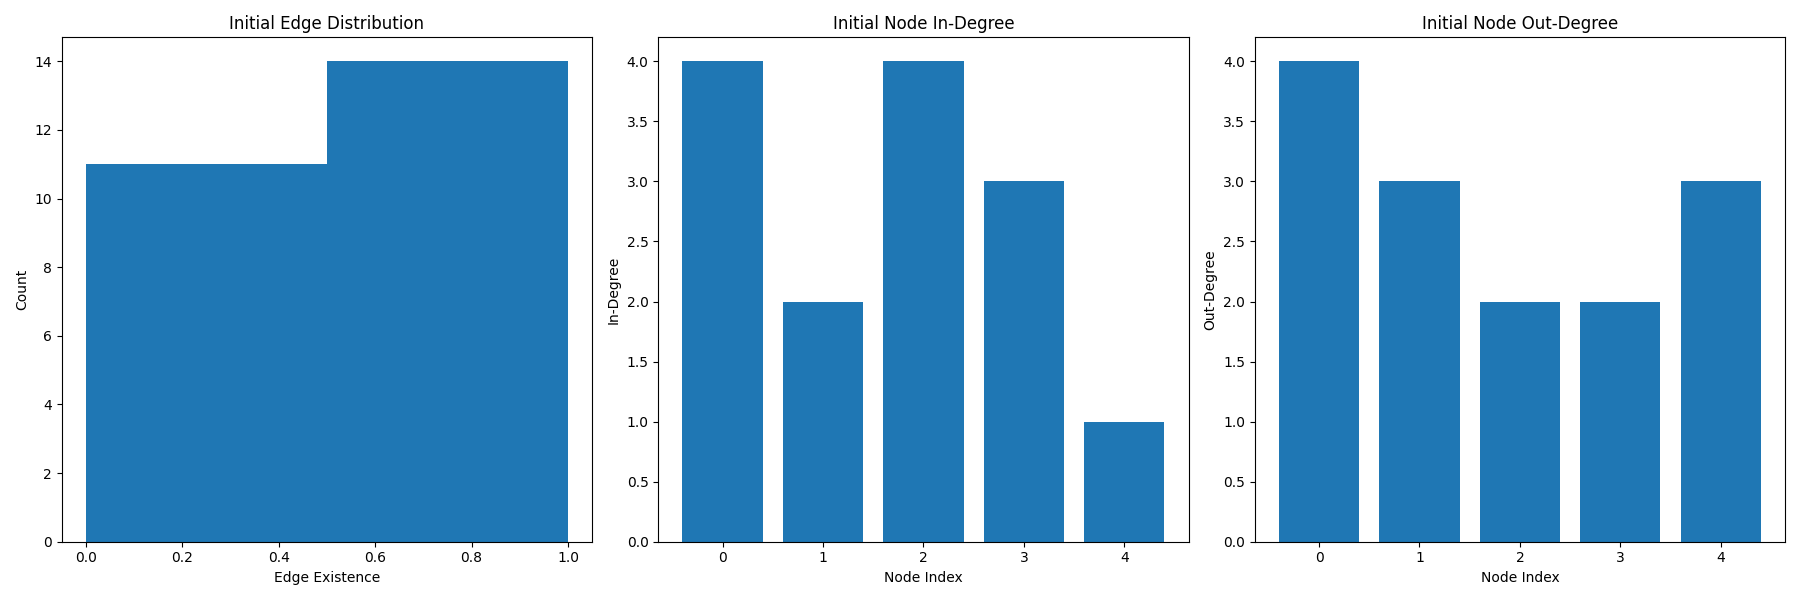 Initial Edge Distribution
14
12
10
8
6
4
2
0
Count
0.0 0.2 0.4 0.6 0.8 1.0
Edge Existence
Initial Node In-Degree
4.0
3.5
3.0
2.5
2.0
1.5
1.0
0.5
0.0
In-Degree
0 1 2 3 4
Node Index
Initial Node Out-Degree
4.0
3.5
3.0
2.5
2.0
1.5
1.0
0.5
0.0
Out-Degree
0 1 2 3 4
Node Index